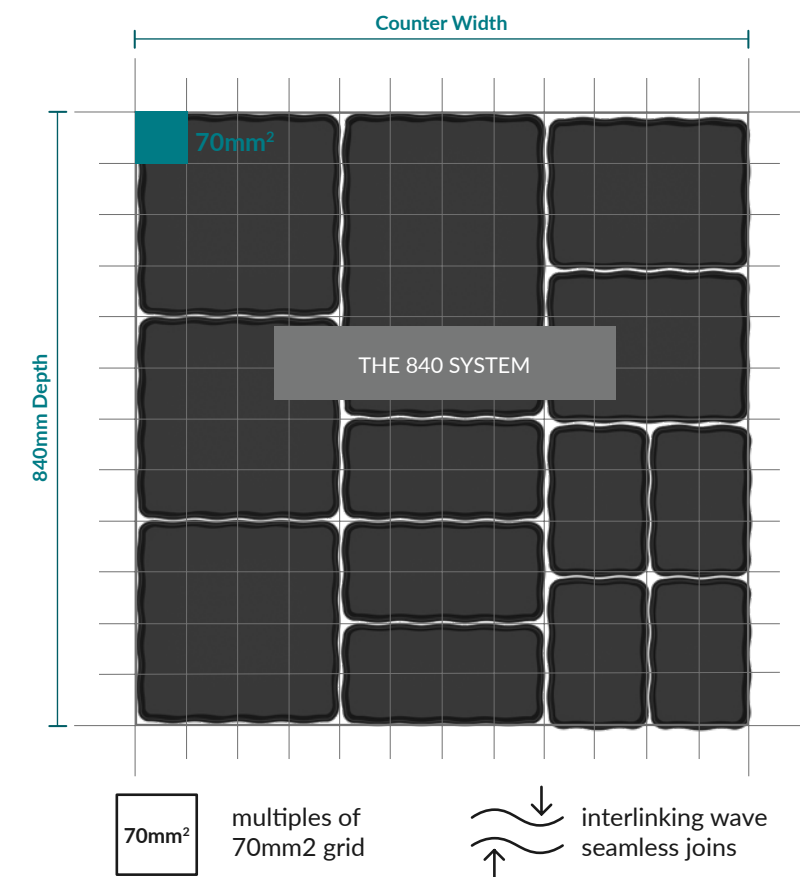 Counter Width
70mm²
840mm Depth
THE 840 SYSTEM
70mm²
multiples of
70mm2 grid
interlinking wave
seamless joins